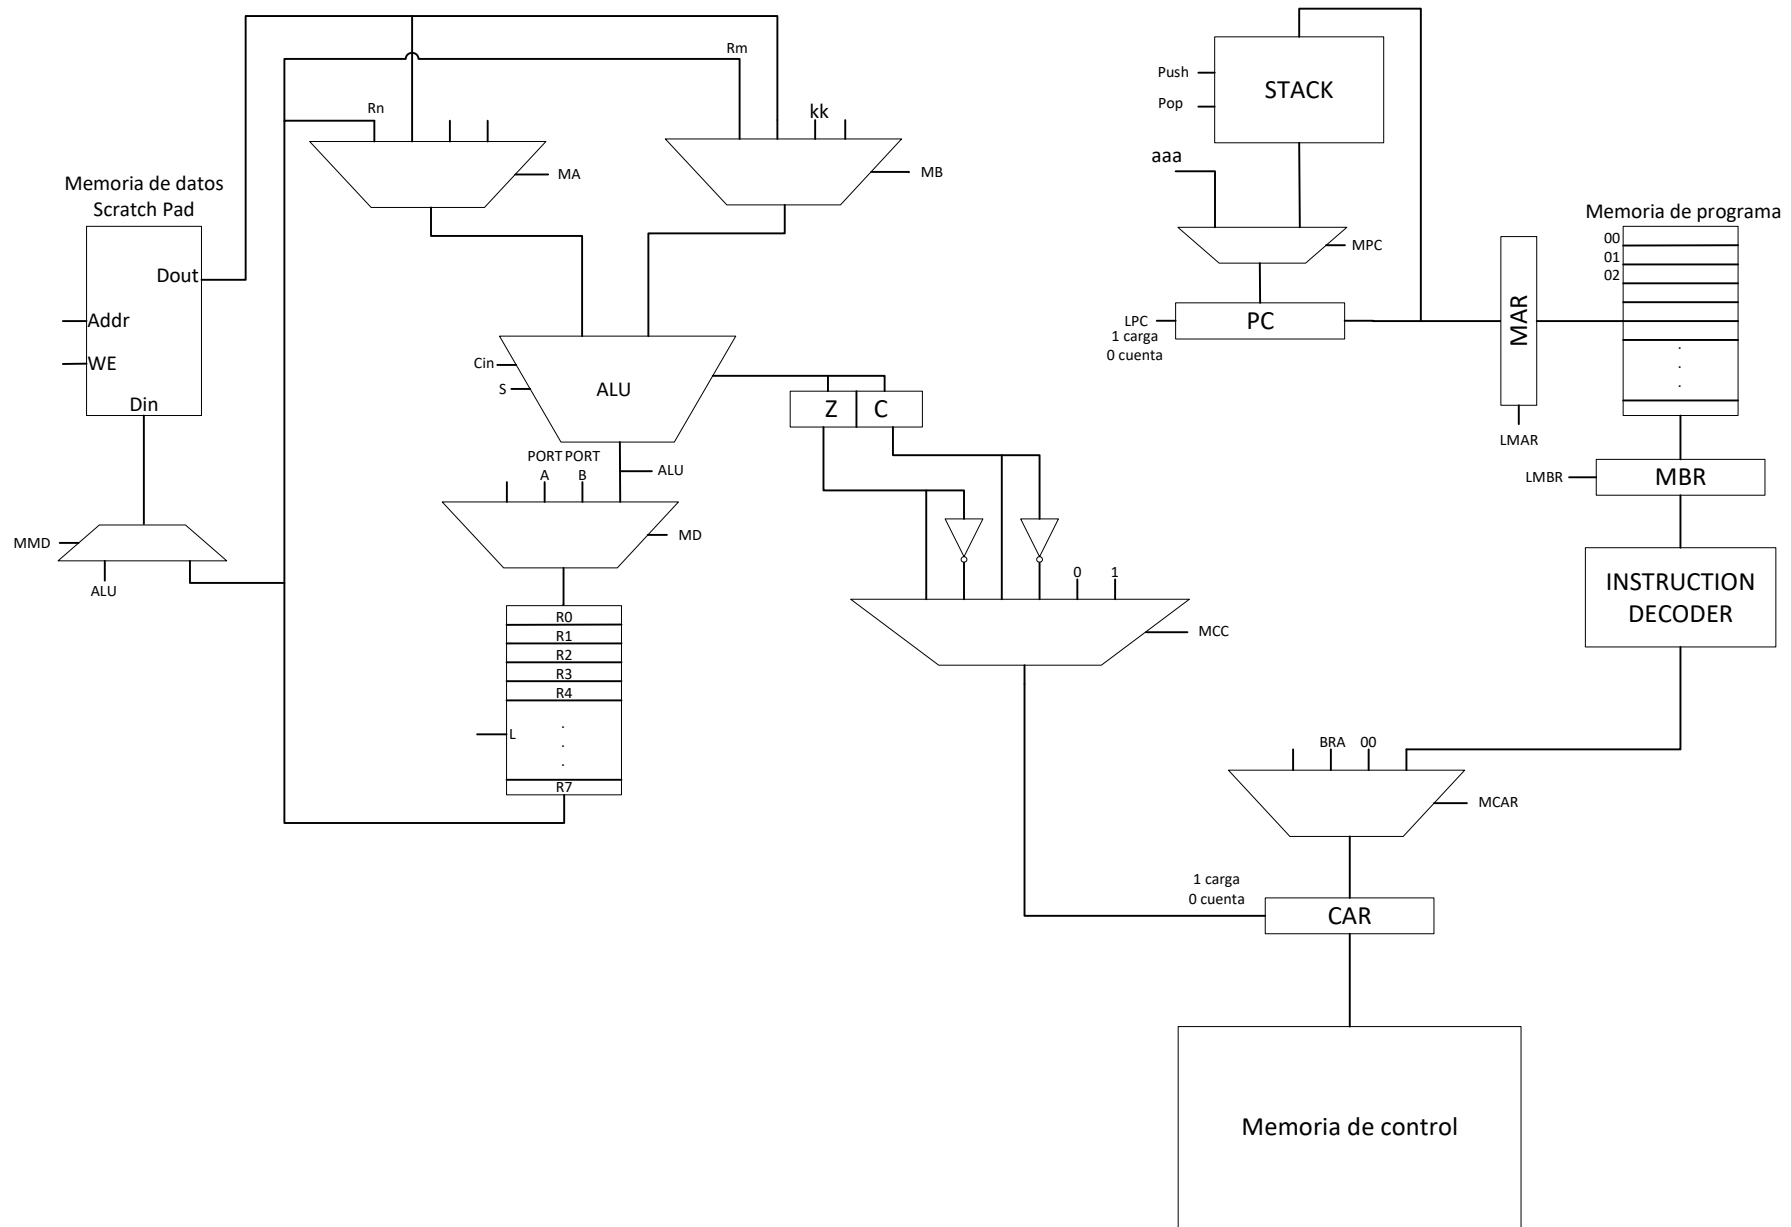 Rm
Rn
kk
MA
MB
Memoria de datos
Scratch Pad
Dout
Addr
WE
Din
MMD
ALU
Cin
S
ALU
Z
C
PORT
A
PORT
B
ALU
MD
R0
R1
R2
R3
R4
.
.
.
L
R7
0
1
MCC
Push
Pop
STACK
aaa
MPC
LPC
1 carga
0 cuenta
PC
MAR
LMAR
Memoria de programa
00
01
02
.
.
.
LMBR
MBR
INSTRUCTION
DECODER
BRA
00
MCAR
1 carga
0 cuenta
CAR
Memoria de control